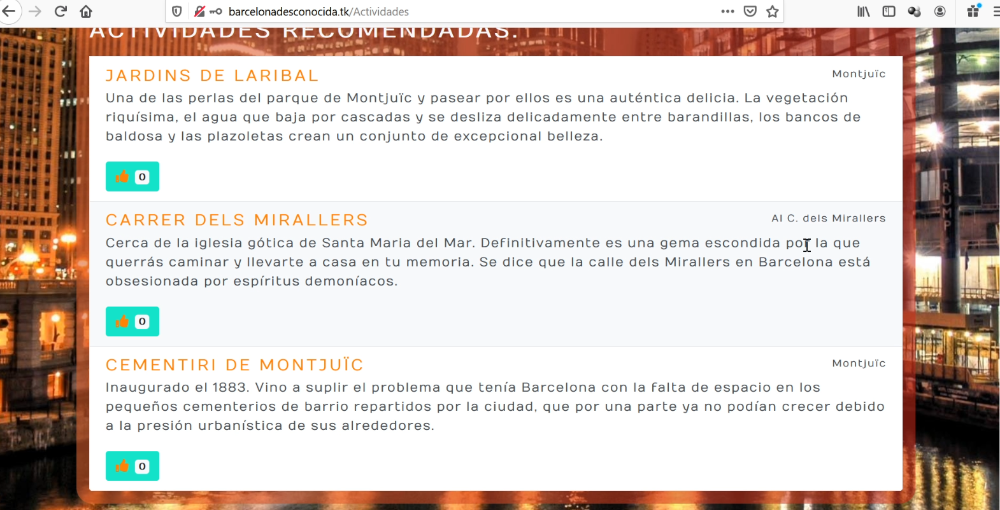 barcelonadesconocida.tk/Actividades
ACTIVIDADES RECOMENDADAS.
JARDINS DE LARIBAL
Montjuïc
Una de las perlas del parque de Montjuïc y pasear por ellos es una auténtica delicia. La vegetación
riquísima, el agua que baja por cascadas y se desliza delicadamente entre barandillas, los bancos de
baldosa y las plazoletas crean un conjunto de excepcional belleza.
0
CARRER DELS MIRALLERS
Al C. dels Mirallers
Cerca de la iglesia gótica de Santa Maria del Mar. Definitivamente es una gema escondida por la que
querrás caminar y llevarte a casa en tu memoria. Se dice que la calle dels Mirallers en Barcelona está
obsesionada por espíritus demoníacos.
0
CEMENTIRI DE MONTJUÏC
Montjuïc
Inaugurado el 1883. Vino a suplir el problema que tenía Barcelona con la falta de espacio en los
pequeños cementerios de barrio repartidos por la ciudad, que por una parte ya no podían crecer debido
a la presión urbanística de sus alrededores.
0
TRUMP